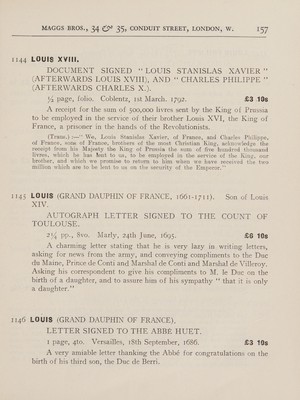 MAGGS BROS., 34 & 35, CONDUIT STREET, LONDON, W. 157
1144 LOUIS XVIII.
DOCUMENT SIGNED “ LOUIS STANISLAS XAVIER ”
(AFTERWARDS LOUIS XVIII), AND “ CHARLES PHILIPPE ”
(AFTERWARDS CHARLES X.).
½ page, folio. Coblentz, 1st March, 1792. £3 10s
A receipt for the sum of 500,000 livres sent by the King of Prussia
to be employed in the service of their brother Louis XVI, the King of
France, a prisoner in the hands of the Revolutionists.
(Trans.) :—“ We, Louis Stanislas Xavier, of France, and Charles Philippe,
of France, sons of France, brothers of the most Christian King, acknowledge the
receipt from his Majesty the King of Prussia the sum of five hundred thousand
livres, which he has lent to us, to be employed in the service of the King, our
brother, and which we promise to return to him when we have received the two
million which are to be lent to us on the security of the Emperor.”
1145 LOUIS (GRAND DAUPHIN OF FRANCE, 1661-1711). Son of Louis
XIV.
AUTOGRAPH LETTER SIGNED TO THE COUNT OF
TOULOUSE.
2½ pp., 8vo. Marly, 24th June, 1695. £6 10s
A charming letter stating that he is very lazy in writing letters,
asking for news from the army, and conveying compliments to the Duc
du Maine, Prince de Conti and Marshal de Conti and Marshal de Villeroy.
Asking his correspondent to give his compliments to M. le Duc on the
birth of a daughter, and to assure him of his sympathy “ that it is only
a daughter.”
1146 LOUIS (GRAND DAUPHIN OF FRANCE).
LETTER SIGNED TO THE ABBE HUET.
1 page, 4to. Versailles, 18th September, 1686. £3 10s
A very amiable letter thanking the Abbé for congratulations on the
birth of his third son, the Duc de Berri.